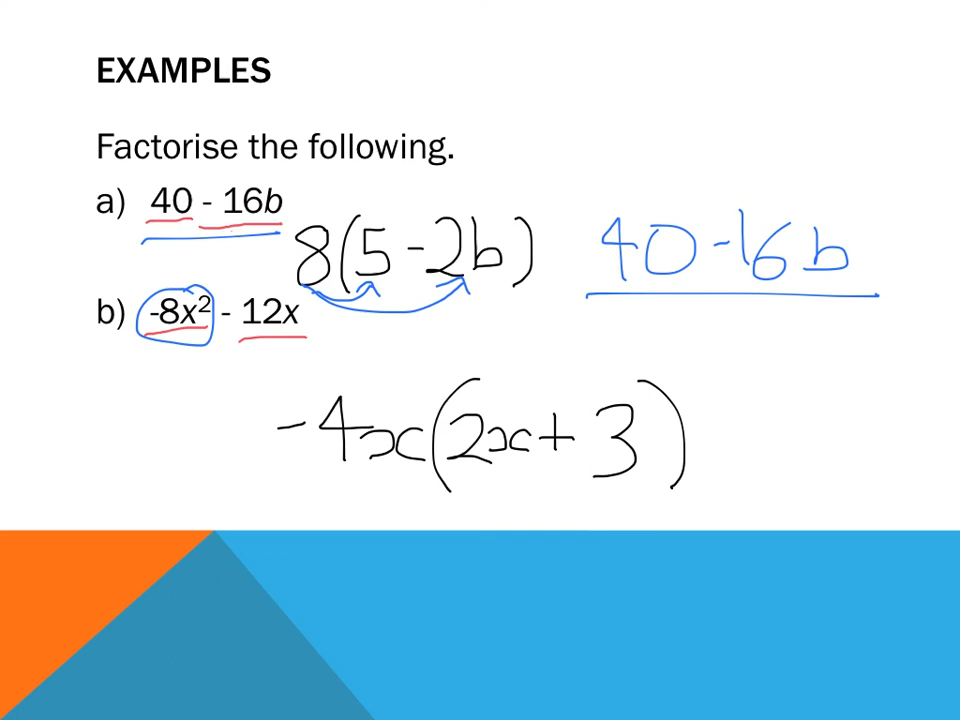 EXAMPLES
Factorise the following.
a) 40 - 16b
8(5 - 2b) 40 - 16b
b) -8x² - 12x
-4x(2x + 3)